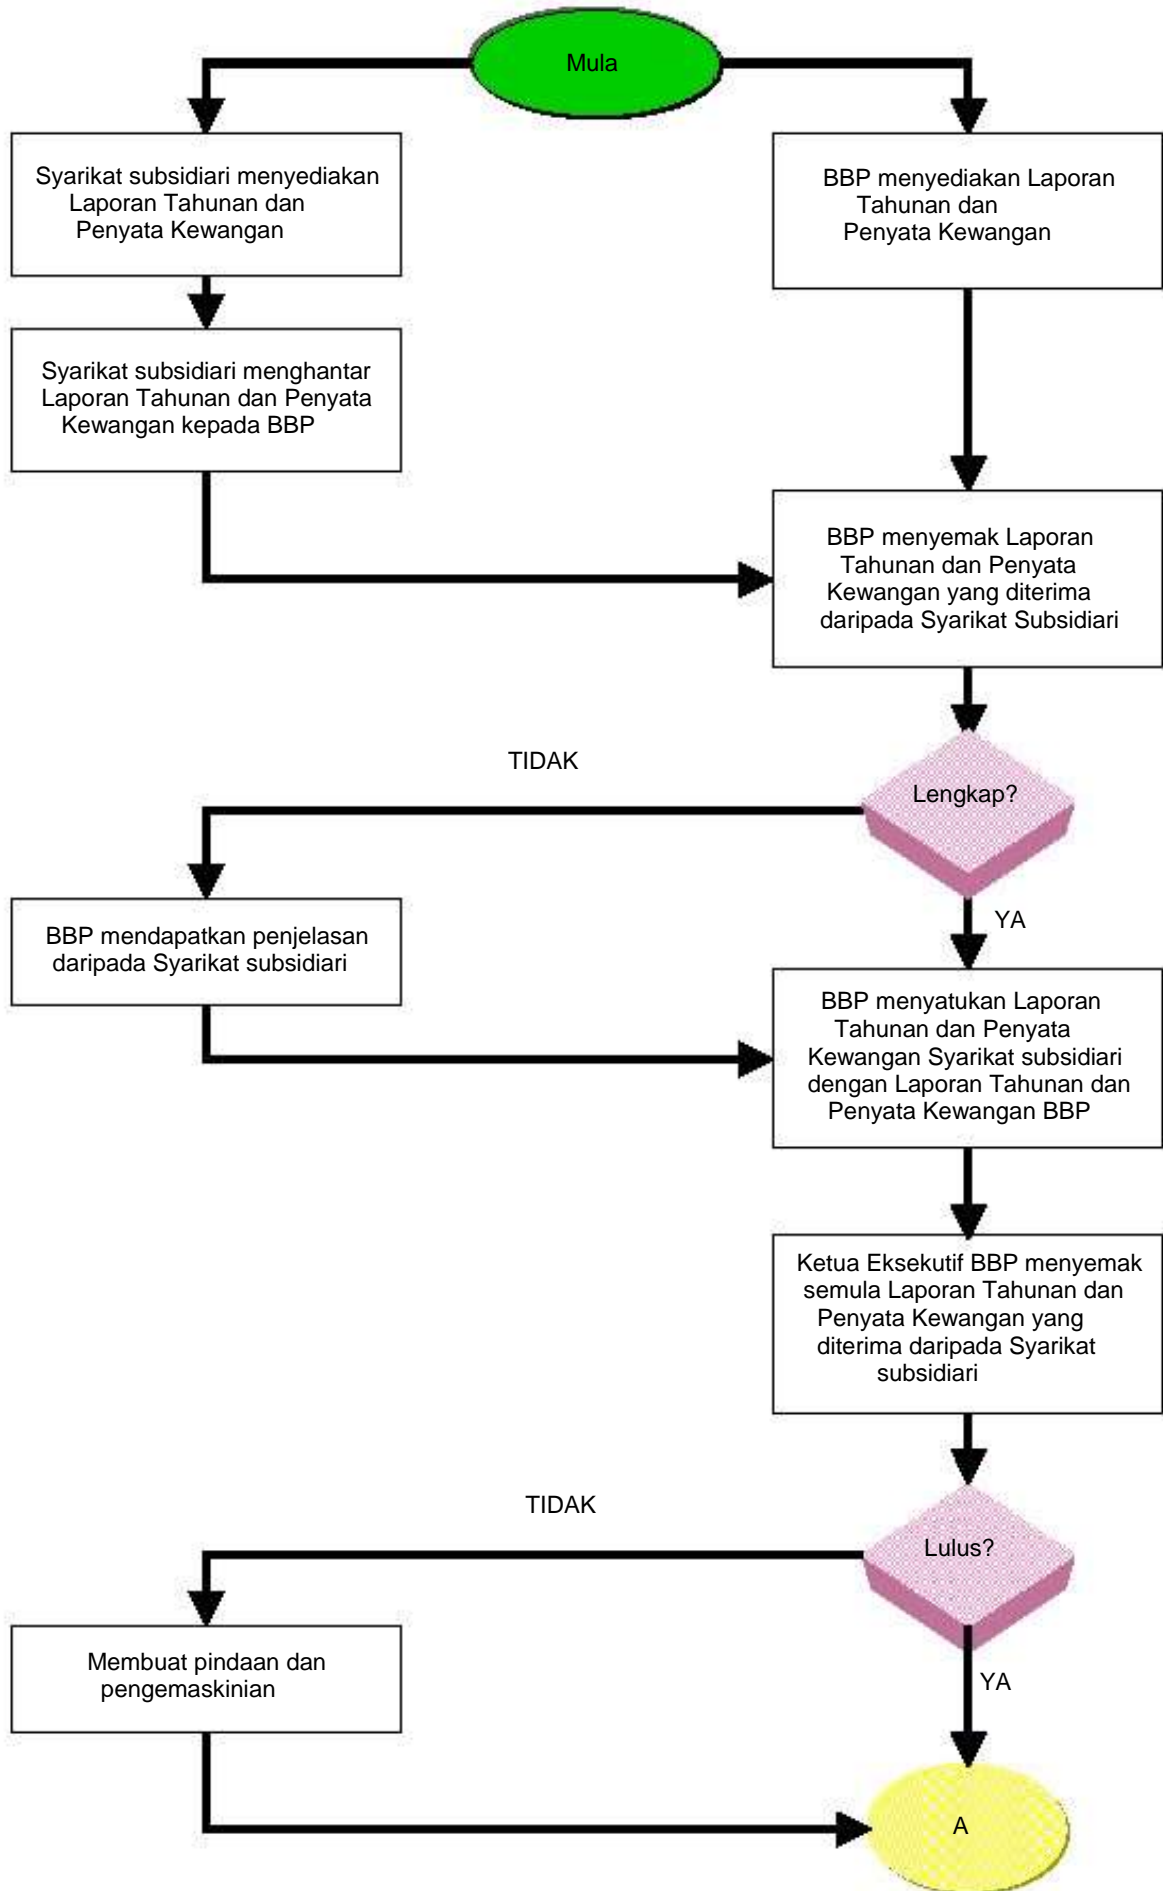 Mula
Syarikat subsidiari menyediakan
Laporan Tahunan dan
Penyata Kewangan
BBP menyediakan Laporan
Tahunan dan
Penyata Kewangan
Syarikat subsidiari menghantar
Laporan Tahunan dan Penyata
Kewangan kepada BBP
BBP menyemak Laporan
Tahunan dan Penyata
Kewangan yang diterima
daripada Syarikat Subsidiari
TIDAK
Lengkap?
YA
BBP mendapatkan penjelasan
daripada Syarikat subsidiari
BBP menyatukan Laporan
Tahunan dan Penyata
Kewangan Syarikat subsidiari
dengan Laporan Tahunan dan
Penyata Kewangan BBP
Ketua Eksekutif BBP menyemak
semula Laporan Tahunan dan
Penyata Kewangan yang
diterima daripada Syarikat
subsidiari
TIDAK
Lulus?
Membuat pindaan dan
pengemaskinian
YA
A